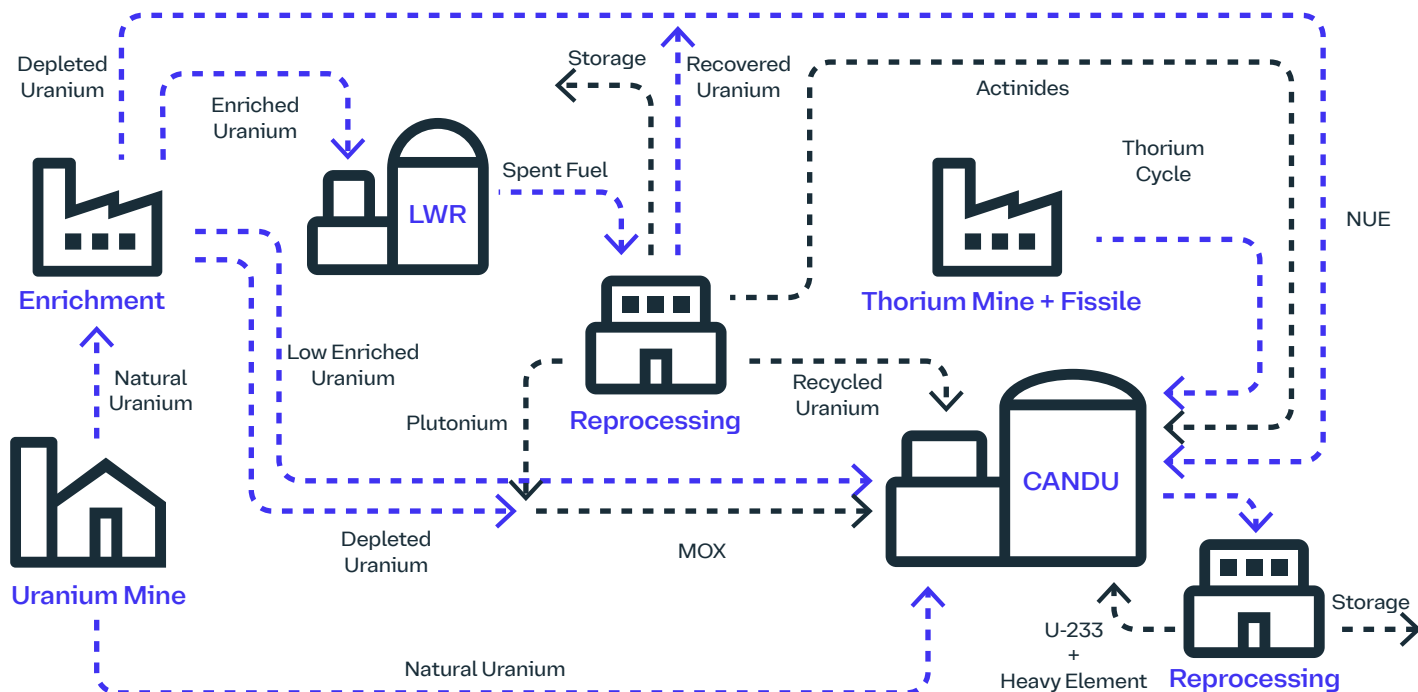 Depleted
Uranium
Enriched
Uranium
Storage
Recovered
Uranium
Actinides
Thorium
Cycle
Spent Fuel
LWR
NUE
Enrichment
Thorium Mine + Fissile
Natural
Uranium
Low Enriched
Uranium
Plutonium
Reprocessing
Recycled
Uranium
CANDU
Depleted
Uranium
MOX
Uranium Mine
Natural Uranium
U-233
+
Heavy Element
Storage
Reprocessing